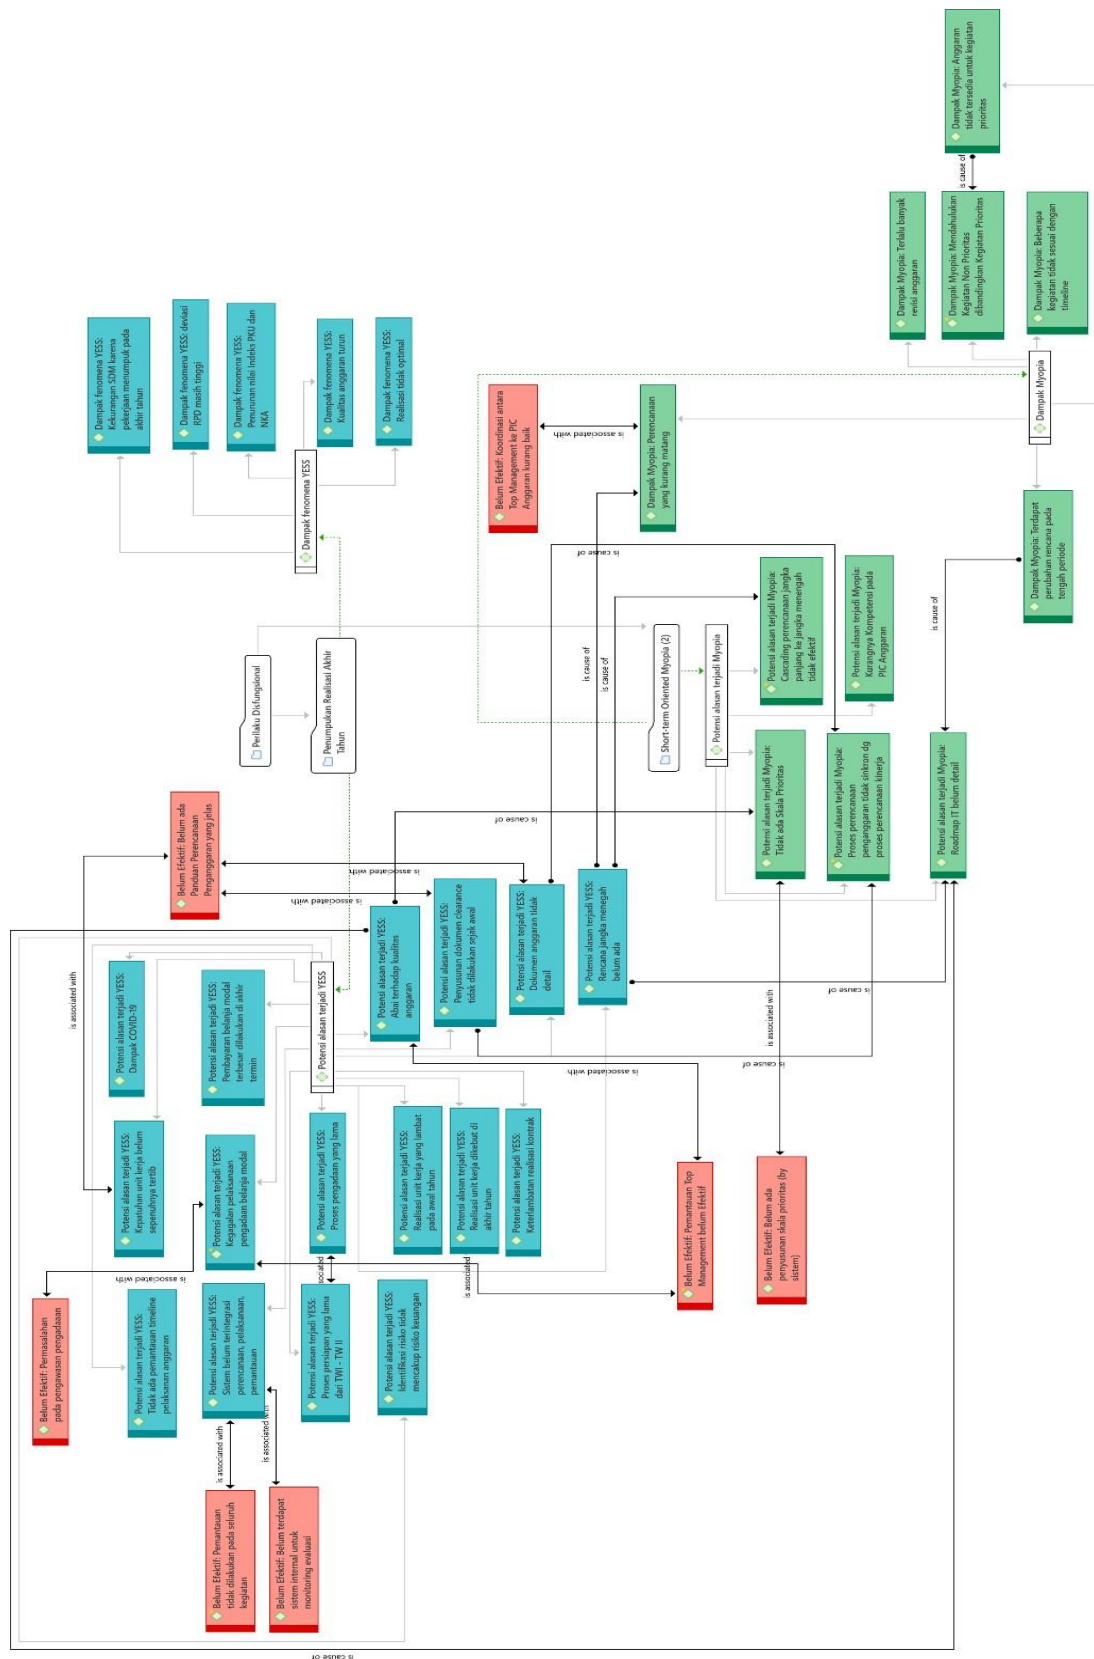 is cause of
Belum Efektif: Permasalahan
pada pengawasan pengadaaan
is associated with
Dampak fenomena YESS:
Kekurangan SDM karena
pekerjaan menumpuk pada
akhir tahun
Potensi alasan terjadi YESS:
Kepatuhan unit kerja belum
sepenuhnya tertib
Potensi alasan terjadi YESS:
Dampak COVID-19
is associated with
Potensi alasan terjadi YESS:
Tidak ada pemantauan timeline
pelaksanan anggaran
Belum Efektif: Belum ada
Panduan Perencanaan
Penganggaran yang jelas
Dampak fenomena YESS: deviasi
RPD masih tinggi
Belum Efektif: Pemantauan
tidak dilakukan pada seluruh
kegiatan
is associated with
Potensi alasan terjadi YESS:
Sistem belum terintegrasi
perencanaan, pelaksanaan,
pemantauan
Potensi alasan terjadi YESS:
Kegagalan pelaksanaan
pengadaan belanja modal
Potensi alasan terjadi YESS:
Pembayaran belanja modal
terbesar dilakukan di akhir
termin
Dampak fenomena YESS:
Penurunan nilai Indeks PKU dan
NKA
Perilaku Disfungsional
Belum Efektif: Belum terdapat
sistem internal untuk
monitoring evaluasi
is associated with
Potensi alasan terjadi YESS:
Proses persiapan yang lama
dari TWI - TW II
ssociated
Potensi alasan terjadi YESS:
Proses pengadaan yang lama
Potensi alasan terjadi YESS
Penumpukan Realisasi Akhir
Tahun
Dampak fenomena YESS
Dampak fenomena YESS:
Kualitas anggaran turun
is associated with
is associated with
Potensi alasan terjadi YESS:
Identifikasi risiko tidak
mencakup risiko keuangan
Potensi alasan terjadi YESS:
Realisasi unit kerja yang lambat
pada awal tahun
Potensi alasan terjadi YESS:
Abai terhadap kualitas
anggaran
Dampak fenomena YESS:
Realisasi tidak optimal
Potensi alasan terjadi YESS:
Realisasi unit kerja dikebut di
akhir tahun
Potensi alasan terjadi YESS:
Penyusunan dokumen clearance
tidak dilakukan sejak awal
is associated
Potensi alasan terjadi YESS:
Keterlambatan realisasi kontrak
Potensi alasan terjadi YESS:
Dokumen anggaran tidak
detail
is cause of
Belum Efektif: Koordinasi antara
Top Management ke PIC
Anggaran kurang baik
is associated with
is associated with
Potensi alasan terjadi YESS:
Rencana jangka menegah
belum ada
is cause of
is cause of
is cause of
Dampak Myopia: Perencanaan
yang kurang matang
Short-term Oriented Myopia (2)
Belum Efektif: Pemantauan Top
Management belum Efektif
Potensi alasan terjadi Myopia
is cause of
Belum Efektif: Belum ada
penyusunan skala prioritas (by
sistem)
is associated with
Potensi alasan terjadi Myopia:
Tidak ada Skala Prioritas
Potensi alasan terjadi Myopia:
Cascading perencanaan jangka
panjang ke jangka menengah
tidak efektif
is cause of
Potensi alasan terjadi Myopia:
Proses perencanaan
penganggaran tidak sinkron dg
proses perencanaan kinerja
Potensi alasan terjadi Myopia:
Kurangnya Kompetensi pada
PIC Anggaran
Dampak Myopia: Terlalu banyak
revisi anggaran
Potensi alasan terjadi Myopia:
Roadmap IT belum detail
is cause of
Dampak Myopia: Mendahulukan
Kegiatan Non Prioritas
dibandingkan Kegiatan Prioritas
is cause of
Dampak Myopia: Anggaran
tidak tersedia untuk kegiatan
prioritas
Dampak Myopia: Terdapat
perubahan rencana pada
tengah periode
Dampak Myopia
Dampak Myopia: Beberapa
kegiatan tidak sesuai dengan
timeline